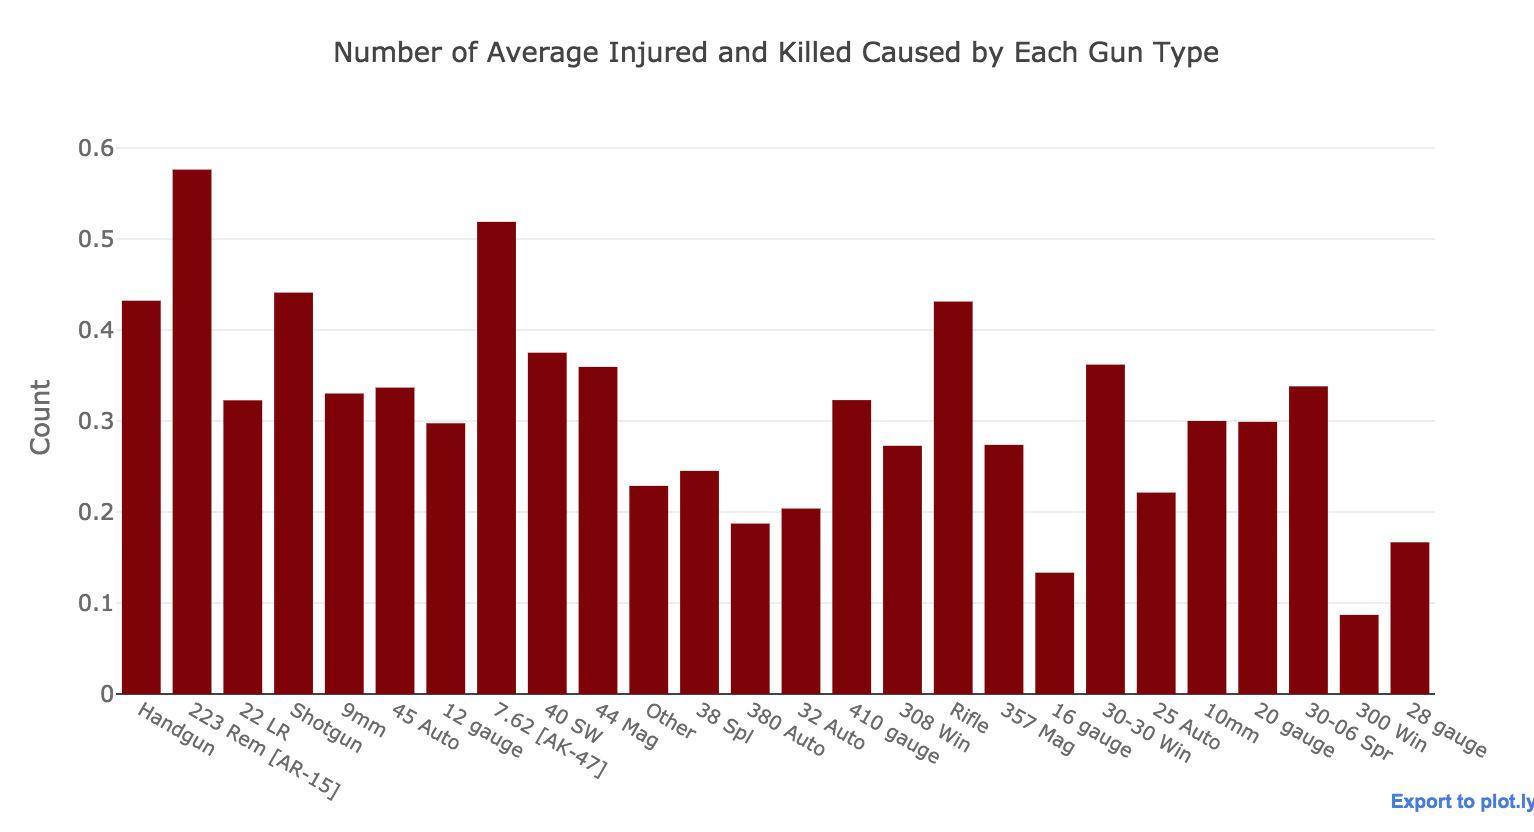 Number of Average Injured and Killed Caused by Each Gun Type
0.6
0.5
0.4
0.3
0.2
0.1
0
Count
Handgun
223 Rem [AR-15]
22 LR
Shotgun
9mm
45 Auto
12 gauge
7.62 [AK-47]
40 SW
44 Mag
Other
38 Spl
380 Auto
32 Auto
410 gauge
308 Win
Rifle
357 Mag
16 gauge
30-30 Win
25 Auto
10mm
20 gauge
30-06 Spr
300 Win
28 gauge
Export to plot.ly